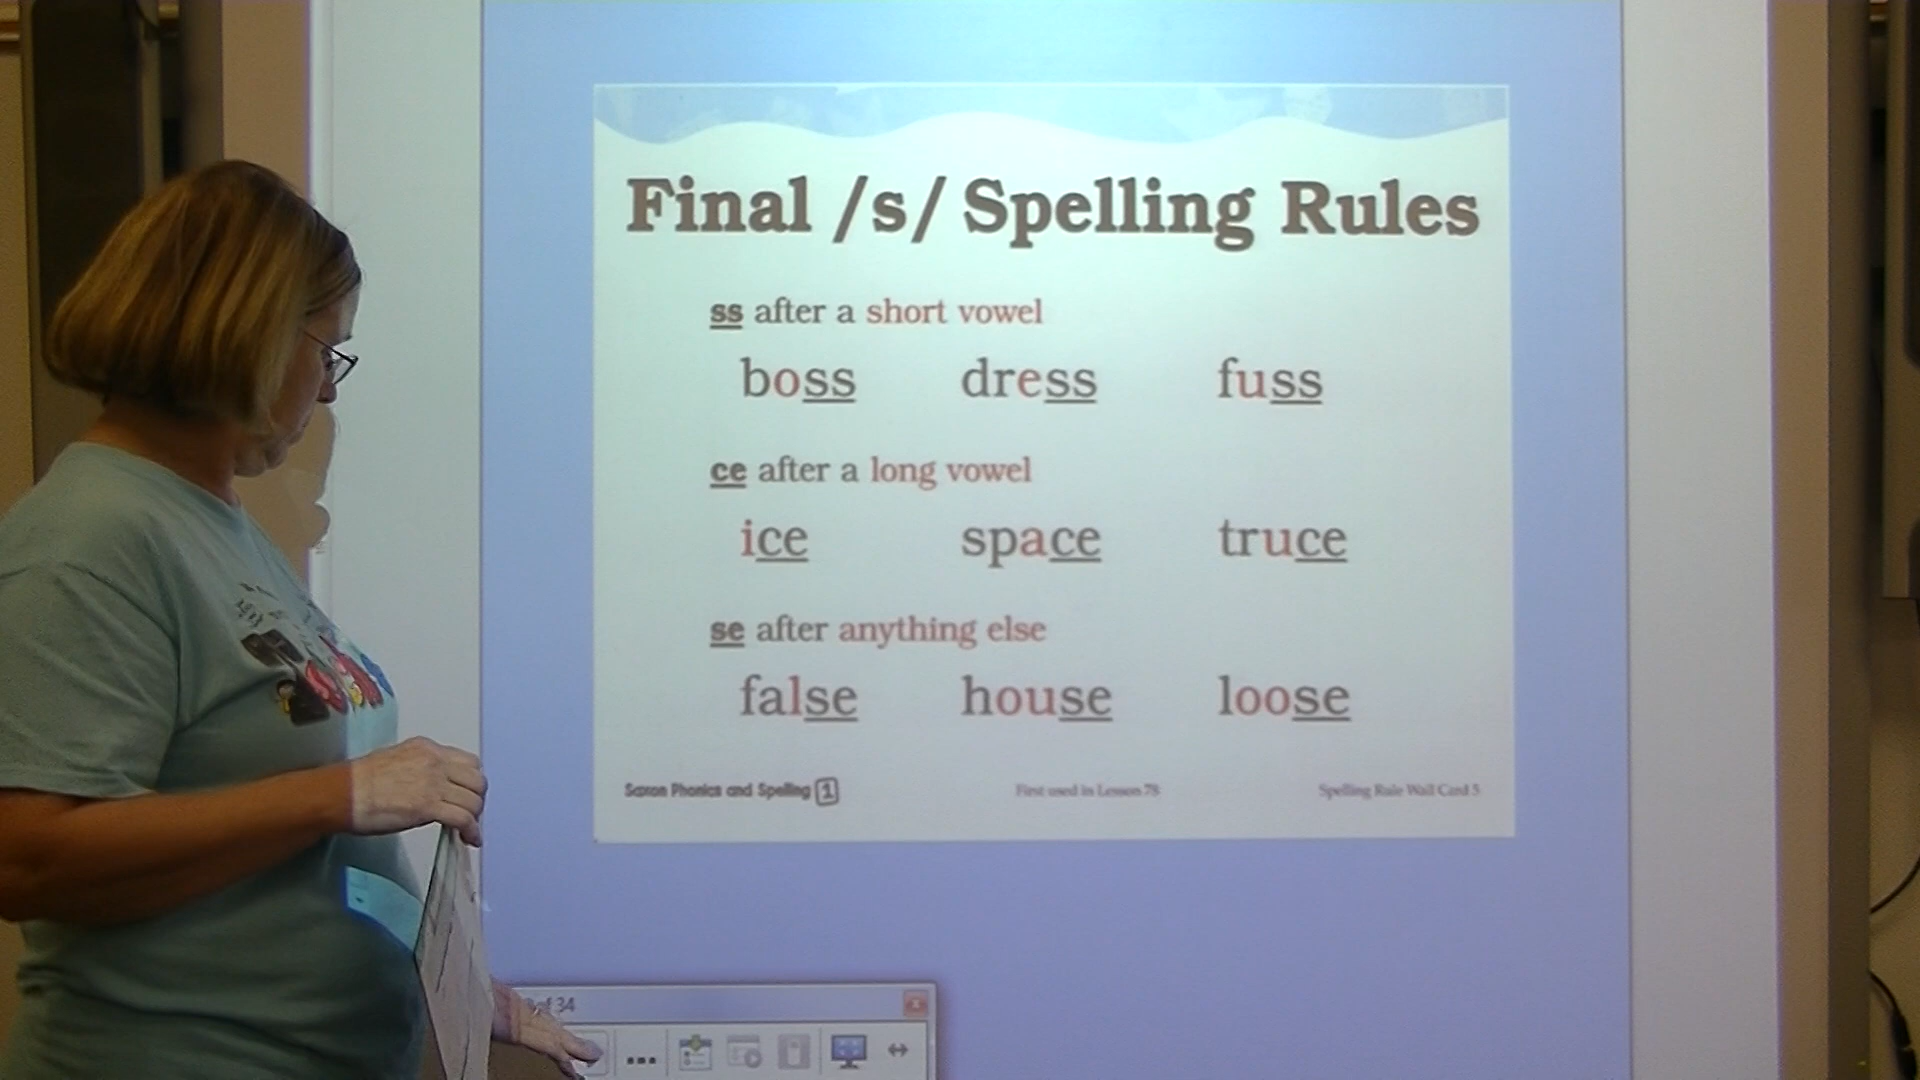 Final /s/ Spelling Rules
ss after a short vowel
boss dress fuss
ce after a long vowel
ice space truce
se after anything else
false house loose
Saxon Phonics and Spelling 1 First used in Lesson 78 Spelling Rule Wall Card 5
of 34